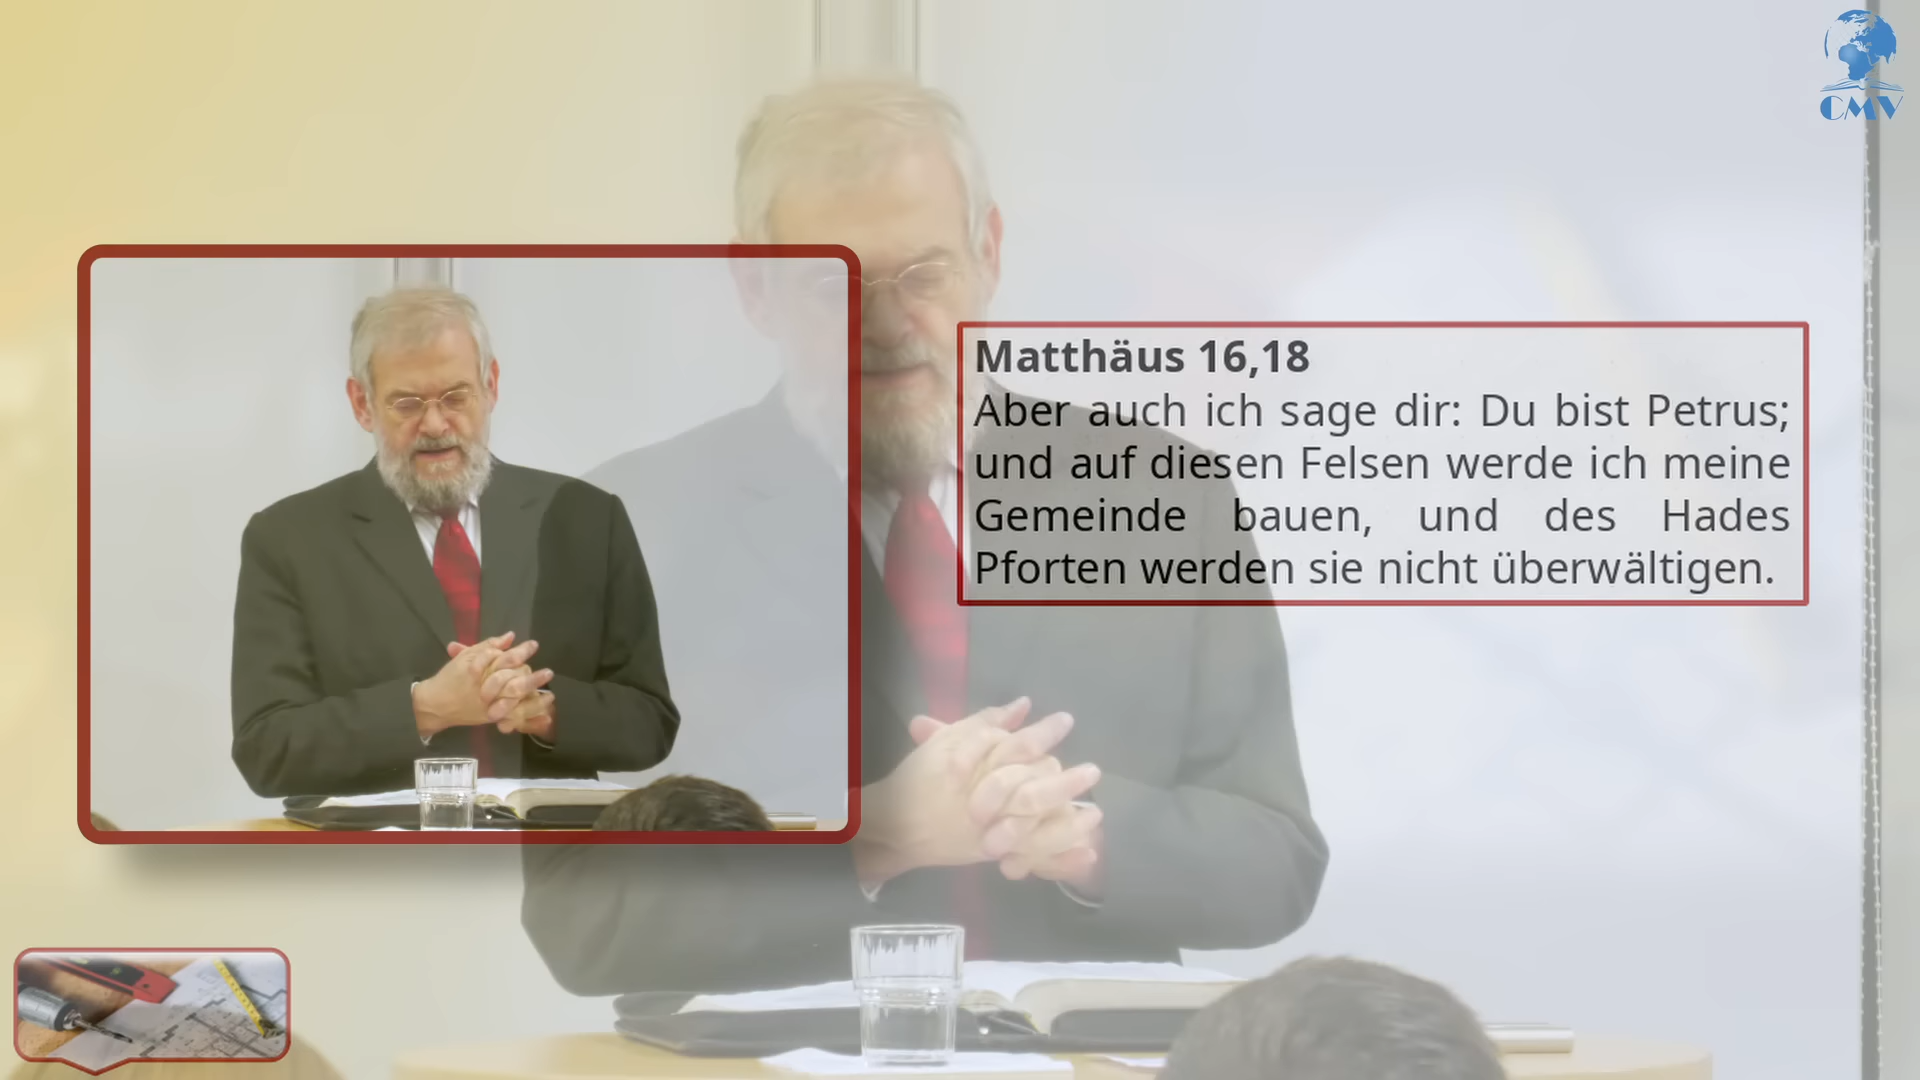 CMV
Matthäus 16,18
Aber auch ich sage dir: Du bist Petrus;
und auf diesen Felsen werde ich meine
Gemeinde bauen, und des Hades
Pforten werden sie nicht überwältigen.